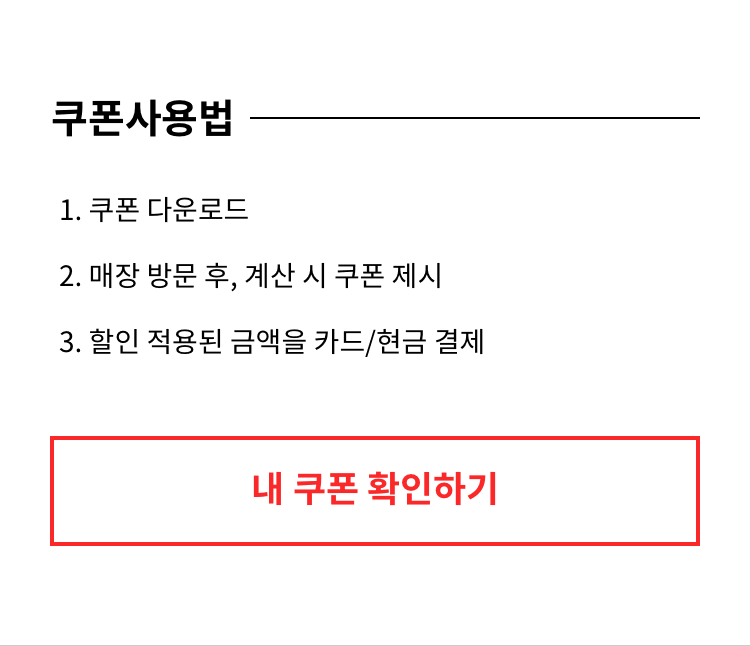 쿠폰사용법
1. 쿠폰 다운로드
2. 매장 방문 후, 계산 시 쿠폰 제시
3. 할인 적용된 금액을 카드/현금 결제
내 쿠폰 확인하기